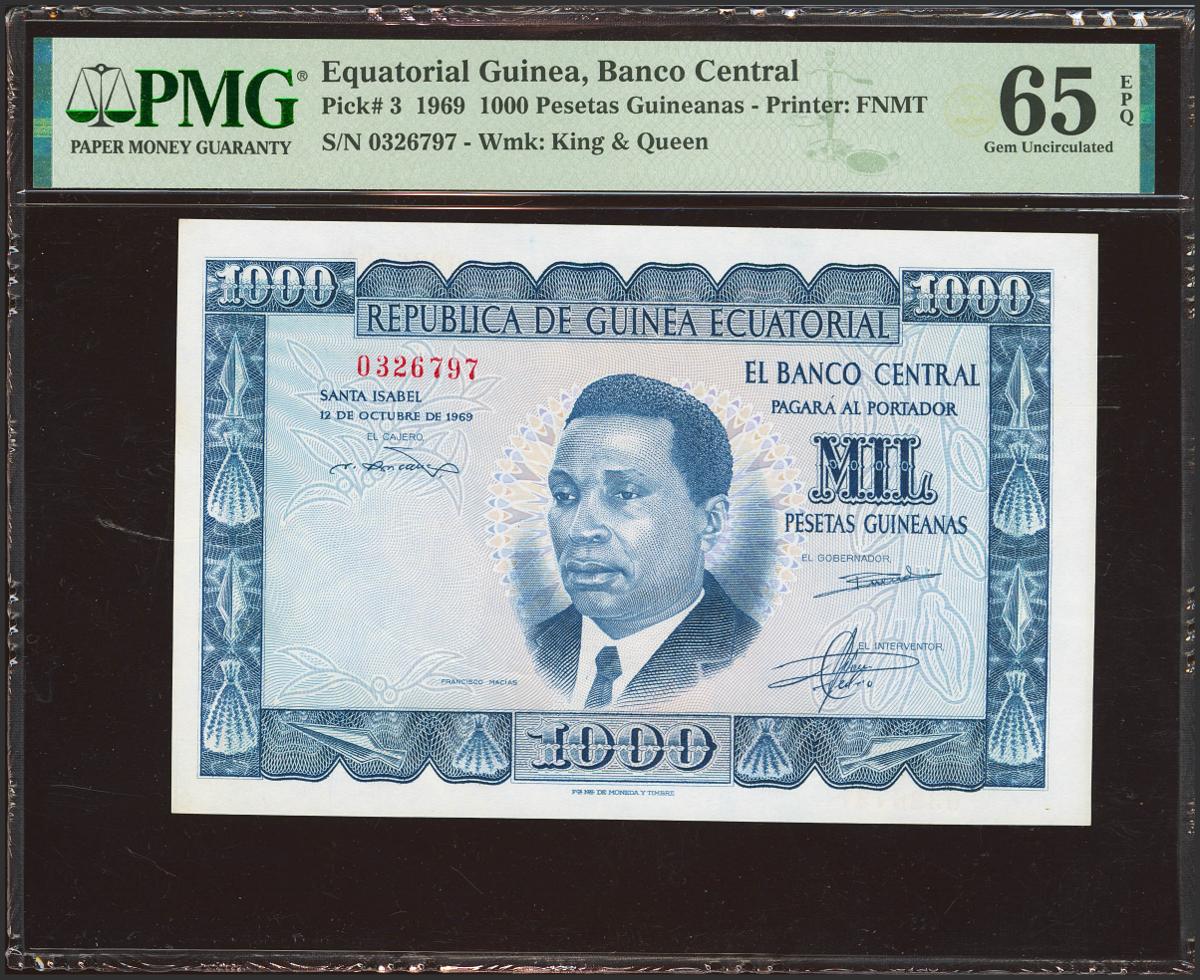 PMG®
PAPER MONEY GUARANTY
Equatorial Guinea, Banco Central
Pick# 3 1969 1000 Pesetas Guineanas - Printer: FNMT
S/N 0326797 - Wmk: King & Queen
65
EPQ
Gem Uncirculated
1000
1000
REPUBLICA DE GUINEA ECUATORIAL
0326797
SANTA ISABEL
12 DE OCTUBRE DE 1969
EL CAJERO,
EL BANCO CENTRAL
PAGARÁ AL PORTADOR
MIL
PESETAS GUINEANAS
EL GOBERNADOR,
EL INTERVENTOR,
FRANCISCO MACIAS
1000
DE MONEDA Y TIMBRE